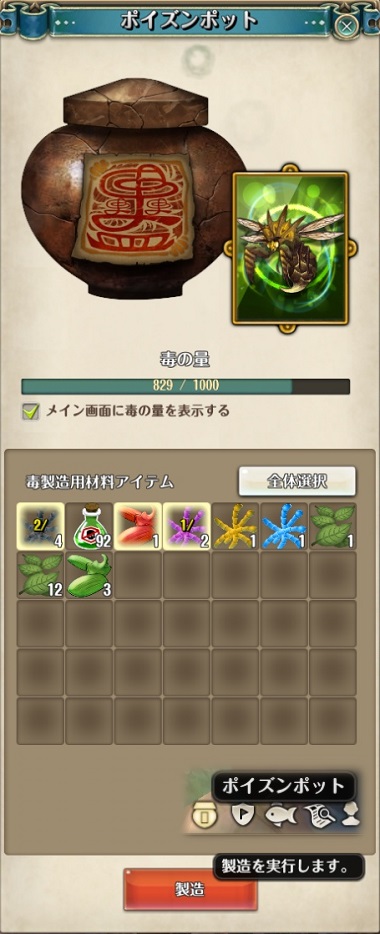 ポイズンポット
毒の量
829 / 1000
メイン画面に毒の量を表示する
毒製造用材料アイテム
全体選択
2/ 4 92 1 1/ 2 1 1 1
12 3
ポイズンポット
製造を実行します。
製造